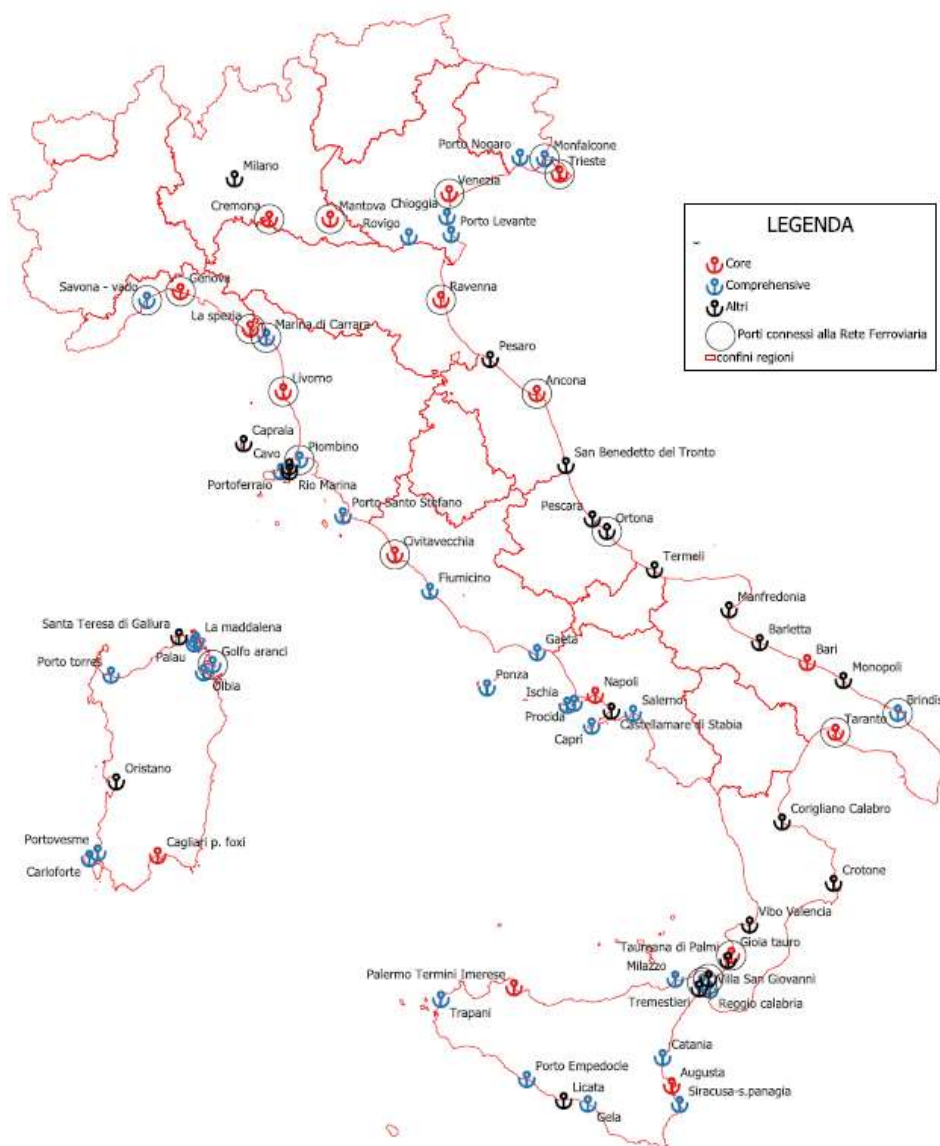 Milano
Porto Nogaro
Monfalcone
Trieste
Venezia
Cremona
Mantova
Chioggia
Rovigo
Porto Levante
LEGENDA
Core
Comprehensive
Altri
Porti connessi alla Rete Ferroviaria
confini regioni
Savona - vado
Genova
Ravenna
La spezia
Marina di Carrara
Pesaro
Livorno
Ancona
Capraia
Cavo
Piombino
Portoferraio
Rio Marina
San Benedetto del Tronto
Porto Santo Stefano
Pescara
Ortona
Civitavecchia
Termeli
Fiumicino
Manfredonia
Santa Teresa di Gallura
La maddalena
Barletta
Palau
Golfo aranci
Gaeta
Bari
Porto torres
Olbia
Ponza
Monopoli
Ischia
Napoli
Salerno
Brindis
Procida
Castellamare di Stabia
Taranto
Capri
Oristano
Corigliano Calabro
Portovesme
Cagliari p. foxi
Carloforte
Crotone
Vibo Valencia
Taureana di Palmi
Gioia tauro
Palermo Termini Imerese
Milazzo
Villa San Giovanni
Trapani
Tremestieri
Reggio calabria
Catania
Porto Empedocle
Augusta
Licata
Siracusa-s.panagia
Gela